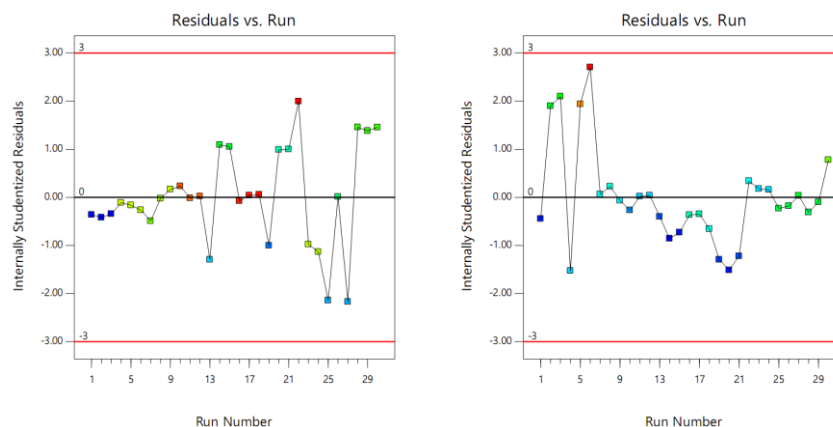 Residuals vs. Run
Internally Studentized Residuals
3.00
2.00
1.00
0.00
-1.00
-2.00
-3.00
3
0
-3
1 5 9 13 17 21 25 29
Run Number
Residuals vs. Run
Internally Studentized Residuals
3.00
2.00
1.00
0.00
-1.00
-2.00
-3.00
3
0
-3
1 5 9 13 17 21 25 29
Run Number